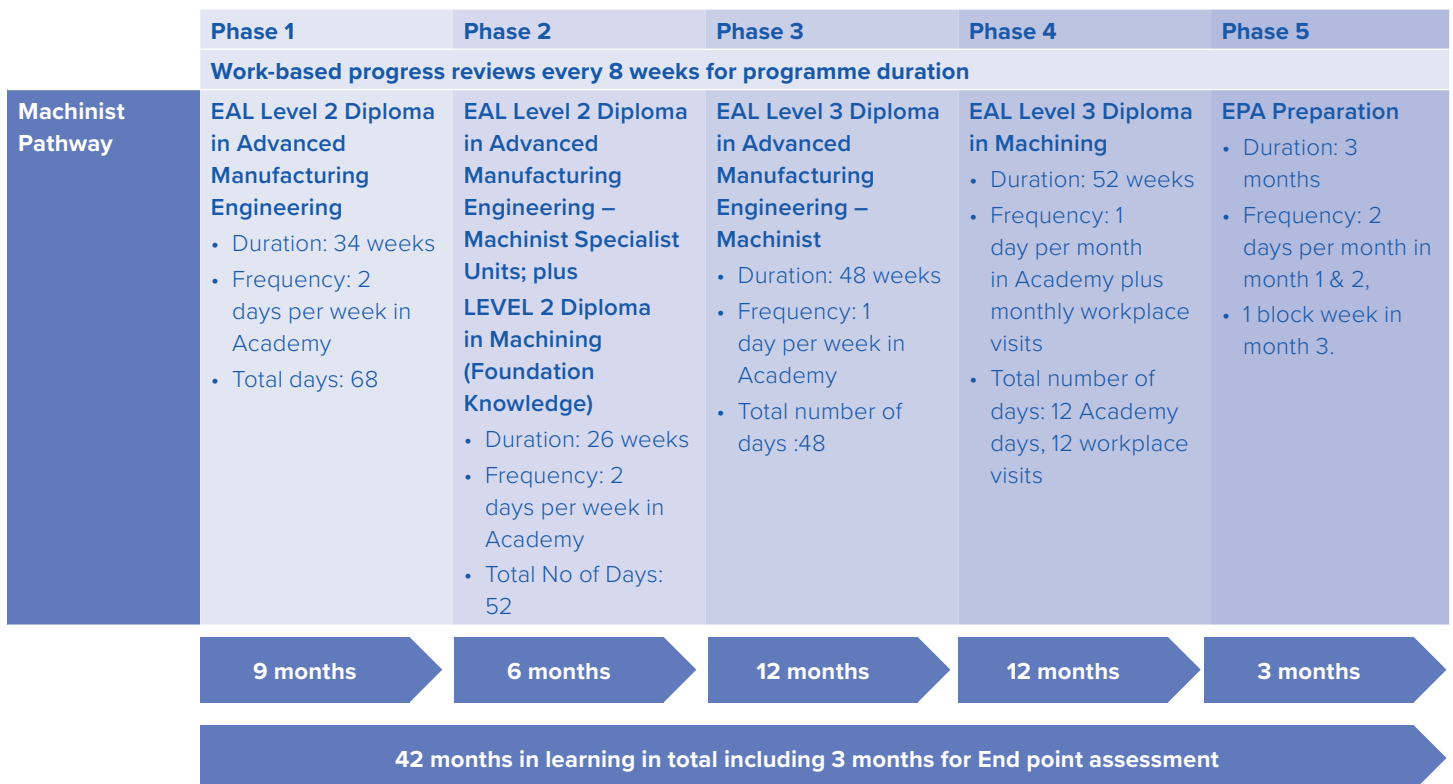 Phase 1
Phase 2
Phase 3
Phase 4
Phase 5
Work-based progress reviews every 8 weeks for programme duration
Machinist
Pathway
EAL Level 2 Diploma
in Advanced
Manufacturing
Engineering
• Duration: 34 weeks
• Frequency: 2
days per week in
Academy
• Total days: 68
EAL Level 2 Diploma
in Advanced
Manufacturing
Engineering –
Machinist Specialist
Units; plus
LEVEL 2 Diploma
in Machining
(Foundation
Knowledge)
• Duration: 26 weeks
• Frequency: 2
days per week in
Academy
• Total No of Days:
52
EAL Level 3 Diploma
in Advanced
Manufacturing
Engineering –
Machinist
• Duration: 48 weeks
• Frequency: 1
day per week in
Academy
• Total number of
days :48
EAL Level 3 Diploma
in Machining
• Duration: 52 weeks
• Frequency: 1
day per month
in Academy plus
monthly workplace
visits
• Total number of
days: 12 Academy
days, 12 workplace
visits
EPA Preparation
• Duration: 3
months
• Frequency: 2
days per month in
month 1 & 2,
• 1 block week in
month 3.
9 months
6 months
12 months
12 months
3 months
42 months in learning in total including 3 months for End point assessment